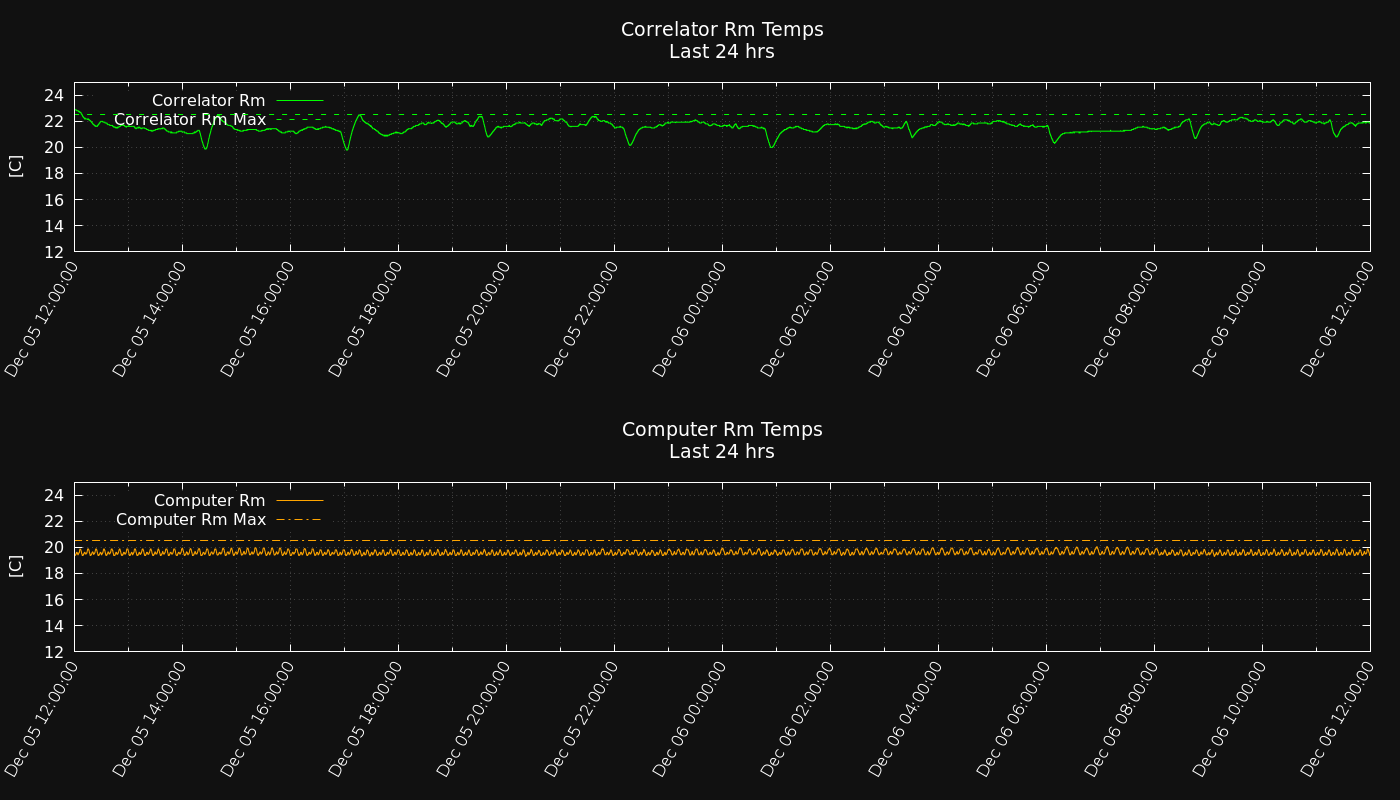 Correlator Rm Temps
Last 24 hrs
Correlator Rm
Correlator Rm Max
[C]
24
22
20
18
16
14
12
Dec 05 12:00:00
Dec 05 14:00:00
Dec 05 16:00:00
Dec 05 18:00:00
Dec 05 20:00:00
Dec 05 22:00:00
Dec 06 00:00:00
Dec 06 02:00:00
Dec 06 04:00:00
Dec 06 06:00:00
Dec 06 08:00:00
Dec 06 10:00:00
Dec 06 12:00:00
Computer Rm Temps
Last 24 hrs
Computer Rm
Computer Rm Max
[C]
24
22
20
18
16
14
12
Dec 05 12:00:00
Dec 05 14:00:00
Dec 05 16:00:00
Dec 05 18:00:00
Dec 05 20:00:00
Dec 05 22:00:00
Dec 06 00:00:00
Dec 06 02:00:00
Dec 06 04:00:00
Dec 06 06:00:00
Dec 06 08:00:00
Dec 06 10:00:00
Dec 06 12:00:00